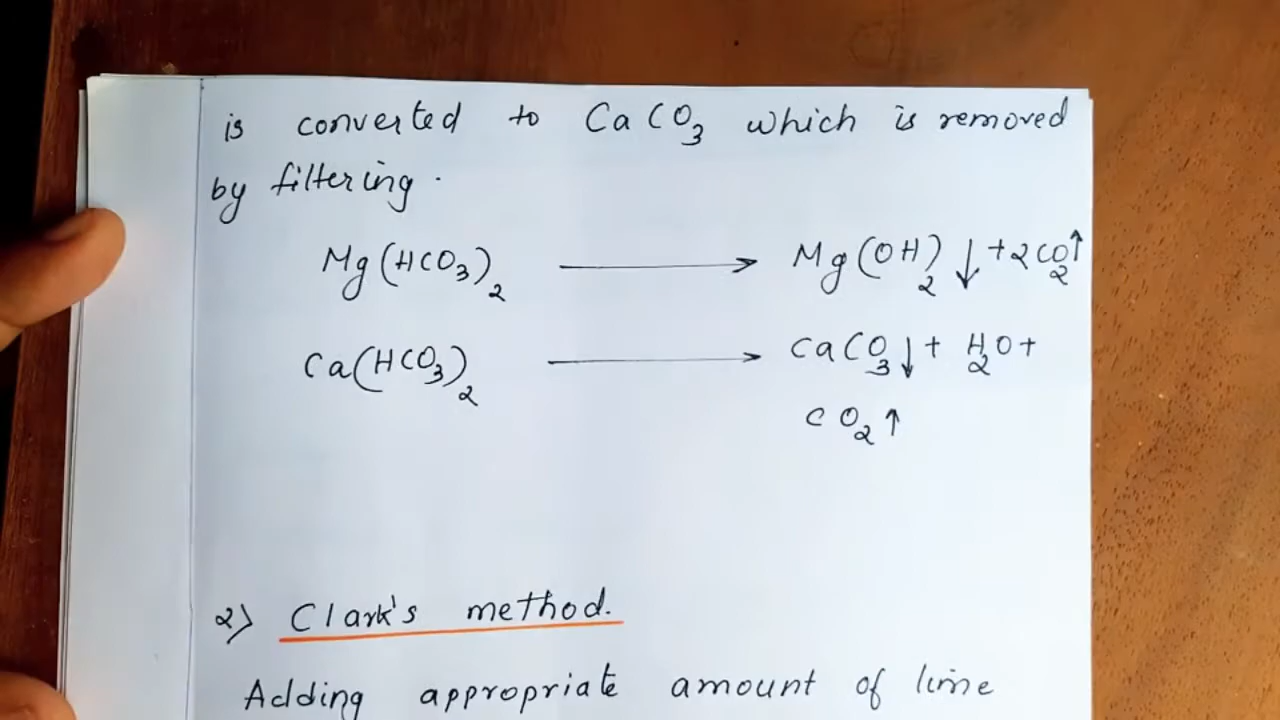 is converted to CaCO₃ which is removed
by filtering.
Mg(HCO₃)₂ ⟶ Mg(OH)₂↓ + 2CO₂↑
Ca(HCO₃)₂ ⟶ CaCO₃↓ + H₂O +
CO₂↑
2) Clark's method.
Adding appropriate amount of lime